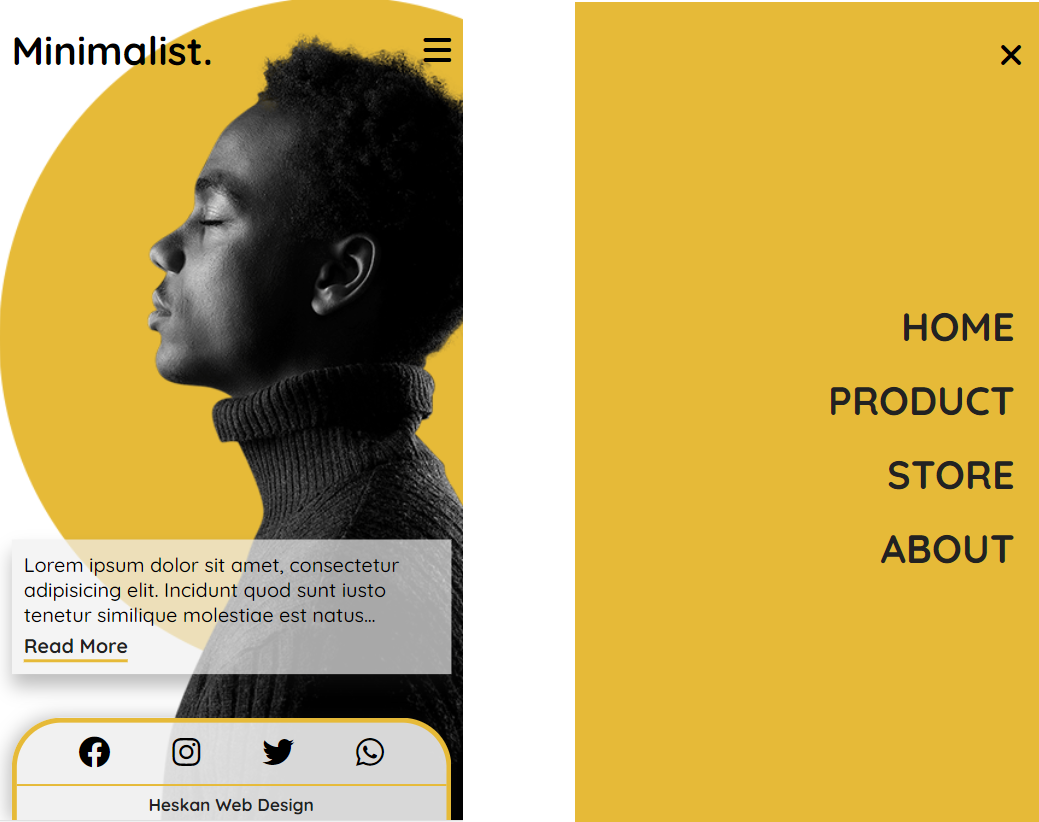 Minimalist.
Lorem ipsum dolor sit amet, consectetur
adipisicing elit. Incidunt quod sunt iusto
tenetur similique molestiae est natus...
Read More
Heskan Web Design
HOME
PRODUCT
STORE
ABOUT